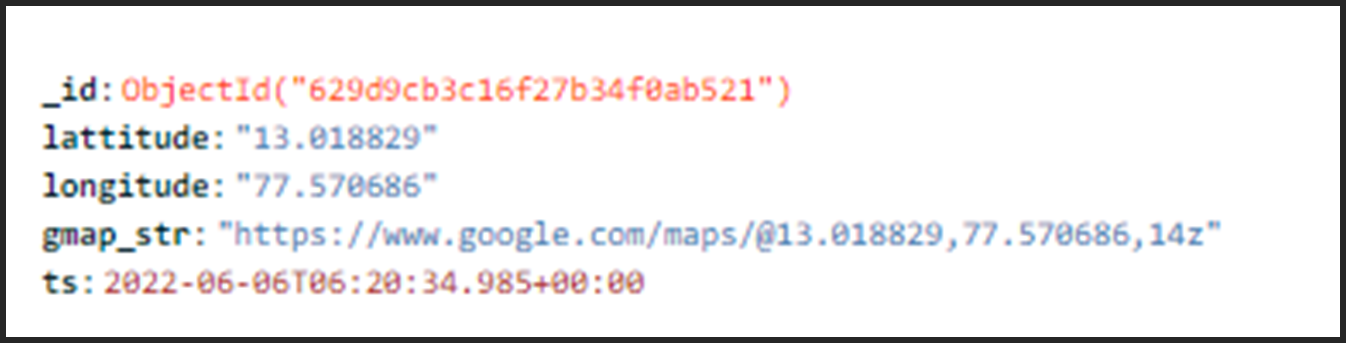 _id: ObjectId("629d9cb3c16f27b34f0ab521")
lattitude: "13.018829"
longitude: "77.570686"
gmap_str: "https://www.google.com/maps/@13.018829,77.570686,14z"
ts: 2022-06-06T06:20:34.985+00:00